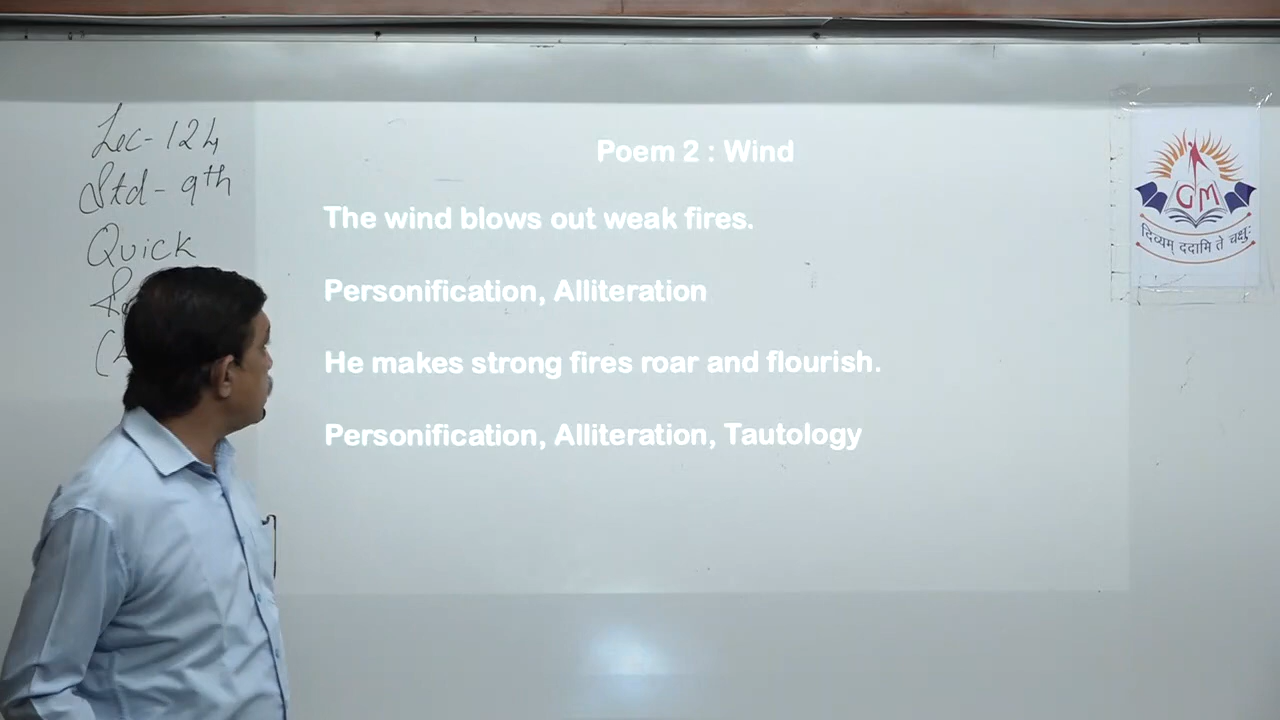 Lec-124
Std-9th
Quick
Poem 2 : Wind
The wind blows out weak fires.
Personification, Alliteration
He makes strong fires roar and flourish.
Personification, Alliteration, Tautology
GM
दिव्यम् ददामि ते चक्षुः